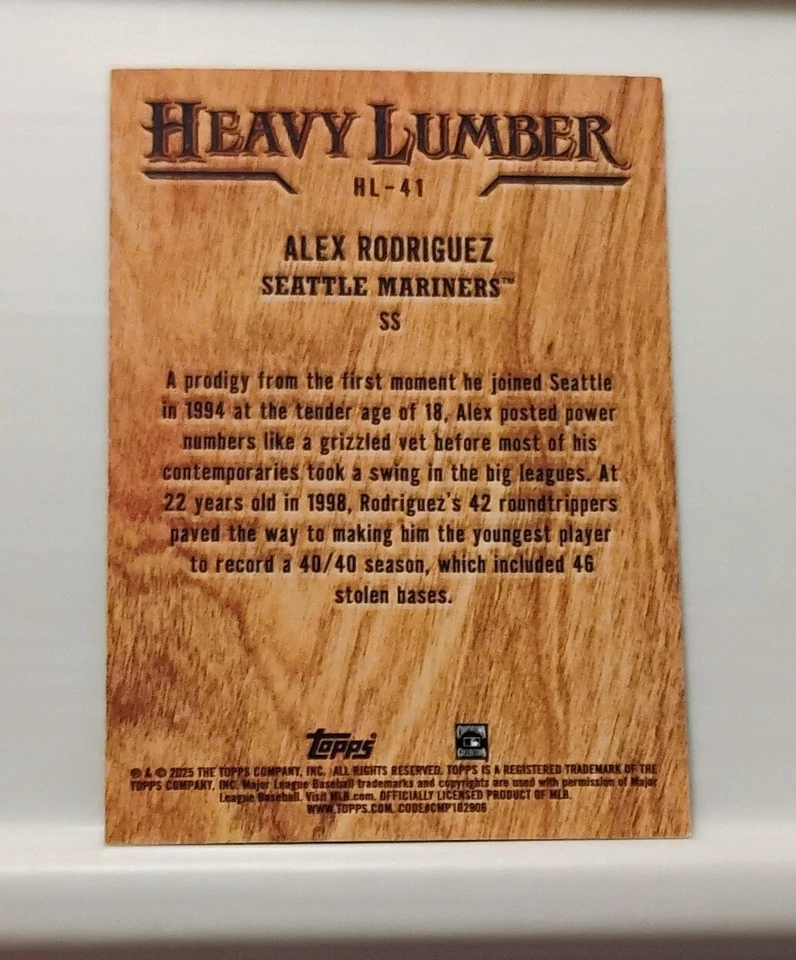 HEAVY LUMBER
HL-41
ALEX RODRIGUEZ
SEATTLE MARINERS™
SS
A prodigy from the first moment he joined Seattle
in 1994 at the tender age of 18, Alex posted power
numbers like a grizzled vet before most of his
contemporaries took a swing in the big leagues. At
22 years old in 1998, Rodriguez's 42 roundtrippers
paved the way to making him the youngest player
to record a 40/40 season, which included 46
stolen bases.
topps®
® & © 2025 THE TOPPS COMPANY, INC. ALL RIGHTS RESERVED. TOPPS IS A REGISTERED TRADEMARK OF THE
TOPPS COMPANY, INC. Major League Baseball trademarks and copyrights are used with permission of Major
League Baseball. Visit MLB.com. OFFICIALLY LICENSED PRODUCT OF MLB.
WWW.TOPPS.COM CODE#CMP102906